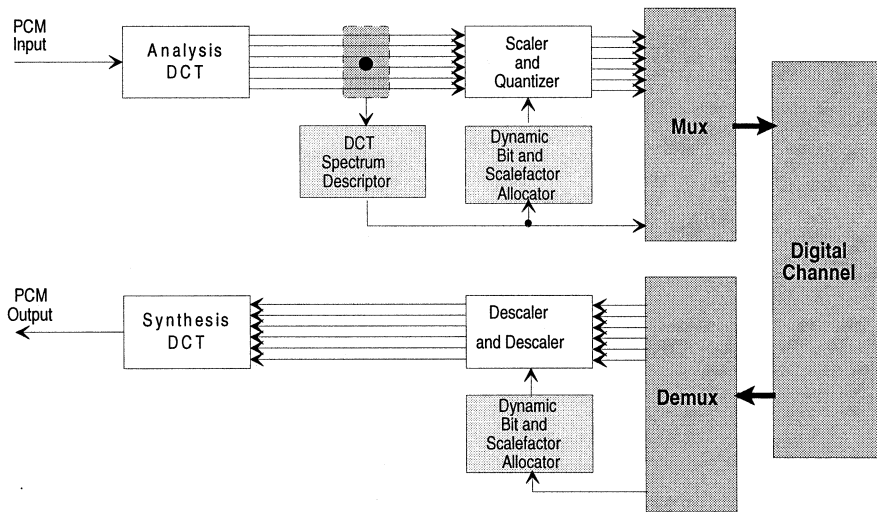 PCM
Input
Analysis
DCT
Scaler
and
Quantizer
Mux
DCT
Spectrum
Descriptor
Dynamic
Bit and
Scalefactor
Allocator
Digital
Channel
PCM
Output
Synthesis
DCT
Descaler
and Descaler
Demux
Dynamic
Bit and
Scalefactor
Allocator